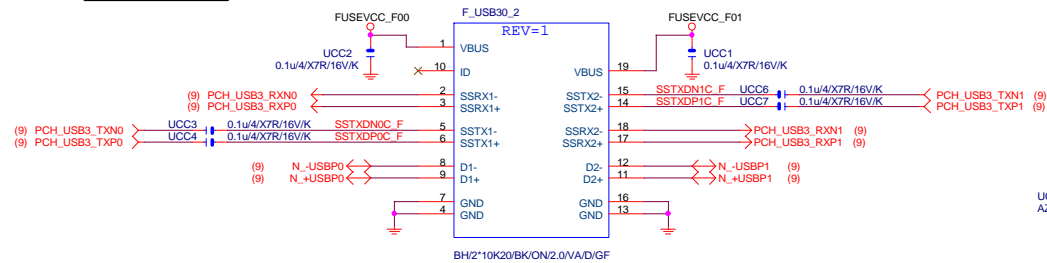 F_USB30_2
FUSEVCC_F00
FUSEVCC_F01
REV=1
1 VBUS
UCC2
0.1u/4/X7R/16V/K
UCC1
0.1u/4/X7R/16V/K
10 ID
VBUS 19
(9) PCH_USB3_RXN0 2 SSRX1-
(9) PCH_USB3_RXP0 3 SSRX1+
SSTX2- 15 SSTXDN1C_F UCC6 0.1u/4/X7R/16V/K PCH_USB3_TXN1 (9)
SSTX2+ 14 SSTXDP1C_F UCC7 0.1u/4/X7R/16V/K PCH_USB3_TXP1 (9)
(9) PCH_USB3_TXN0 UCC3 0.1u/4/X7R/16V/K SSTXDN0C_F 5 SSTX1-
(9) PCH_USB3_TXP0 UCC4 0.1u/4/X7R/16V/K SSTXDP0C_F 6 SSTX1+
SSRX2- 18 PCH_USB3_RXN1 (9)
SSRX2+ 17 PCH_USB3_RXP1 (9)
(9) N_-USBP0 8 D1-
(9) N_+USBP0 9 D1+
D2- 12 N_-USBP1 (9)
D2+ 11 N_+USBP1 (9)
7 GND
4 GND
GND 16
GND 13
BH/2*10K20/BK/ON/2.0/VA/D/GF